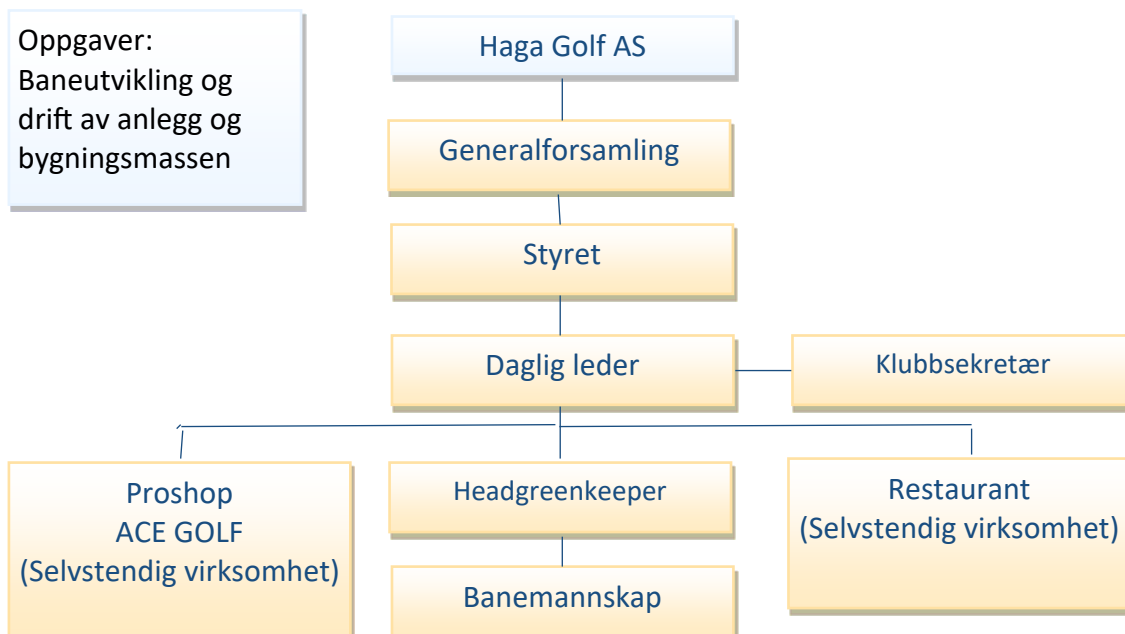 Oppgaver:
Baneutvikling og
drift av anlegg og
bygningsmassen
Haga Golf AS
Generalforsamling
Styret
Daglig leder
Klubbsekretær
Proshop
ACE GOLF
(Selvstendig virksomhet)
Headgreenkeeper
Restaurant
(Selvstendig virksomhet)
Banemannskap